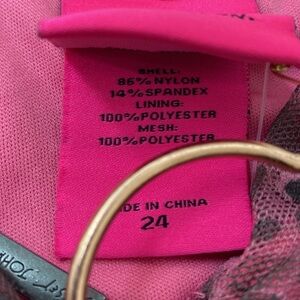 SHELL:
86% NYLON
14% SPANDEX
LINING:
100% POLYESTER
MESH:
100% POLYESTER
DE IN CHINA
24